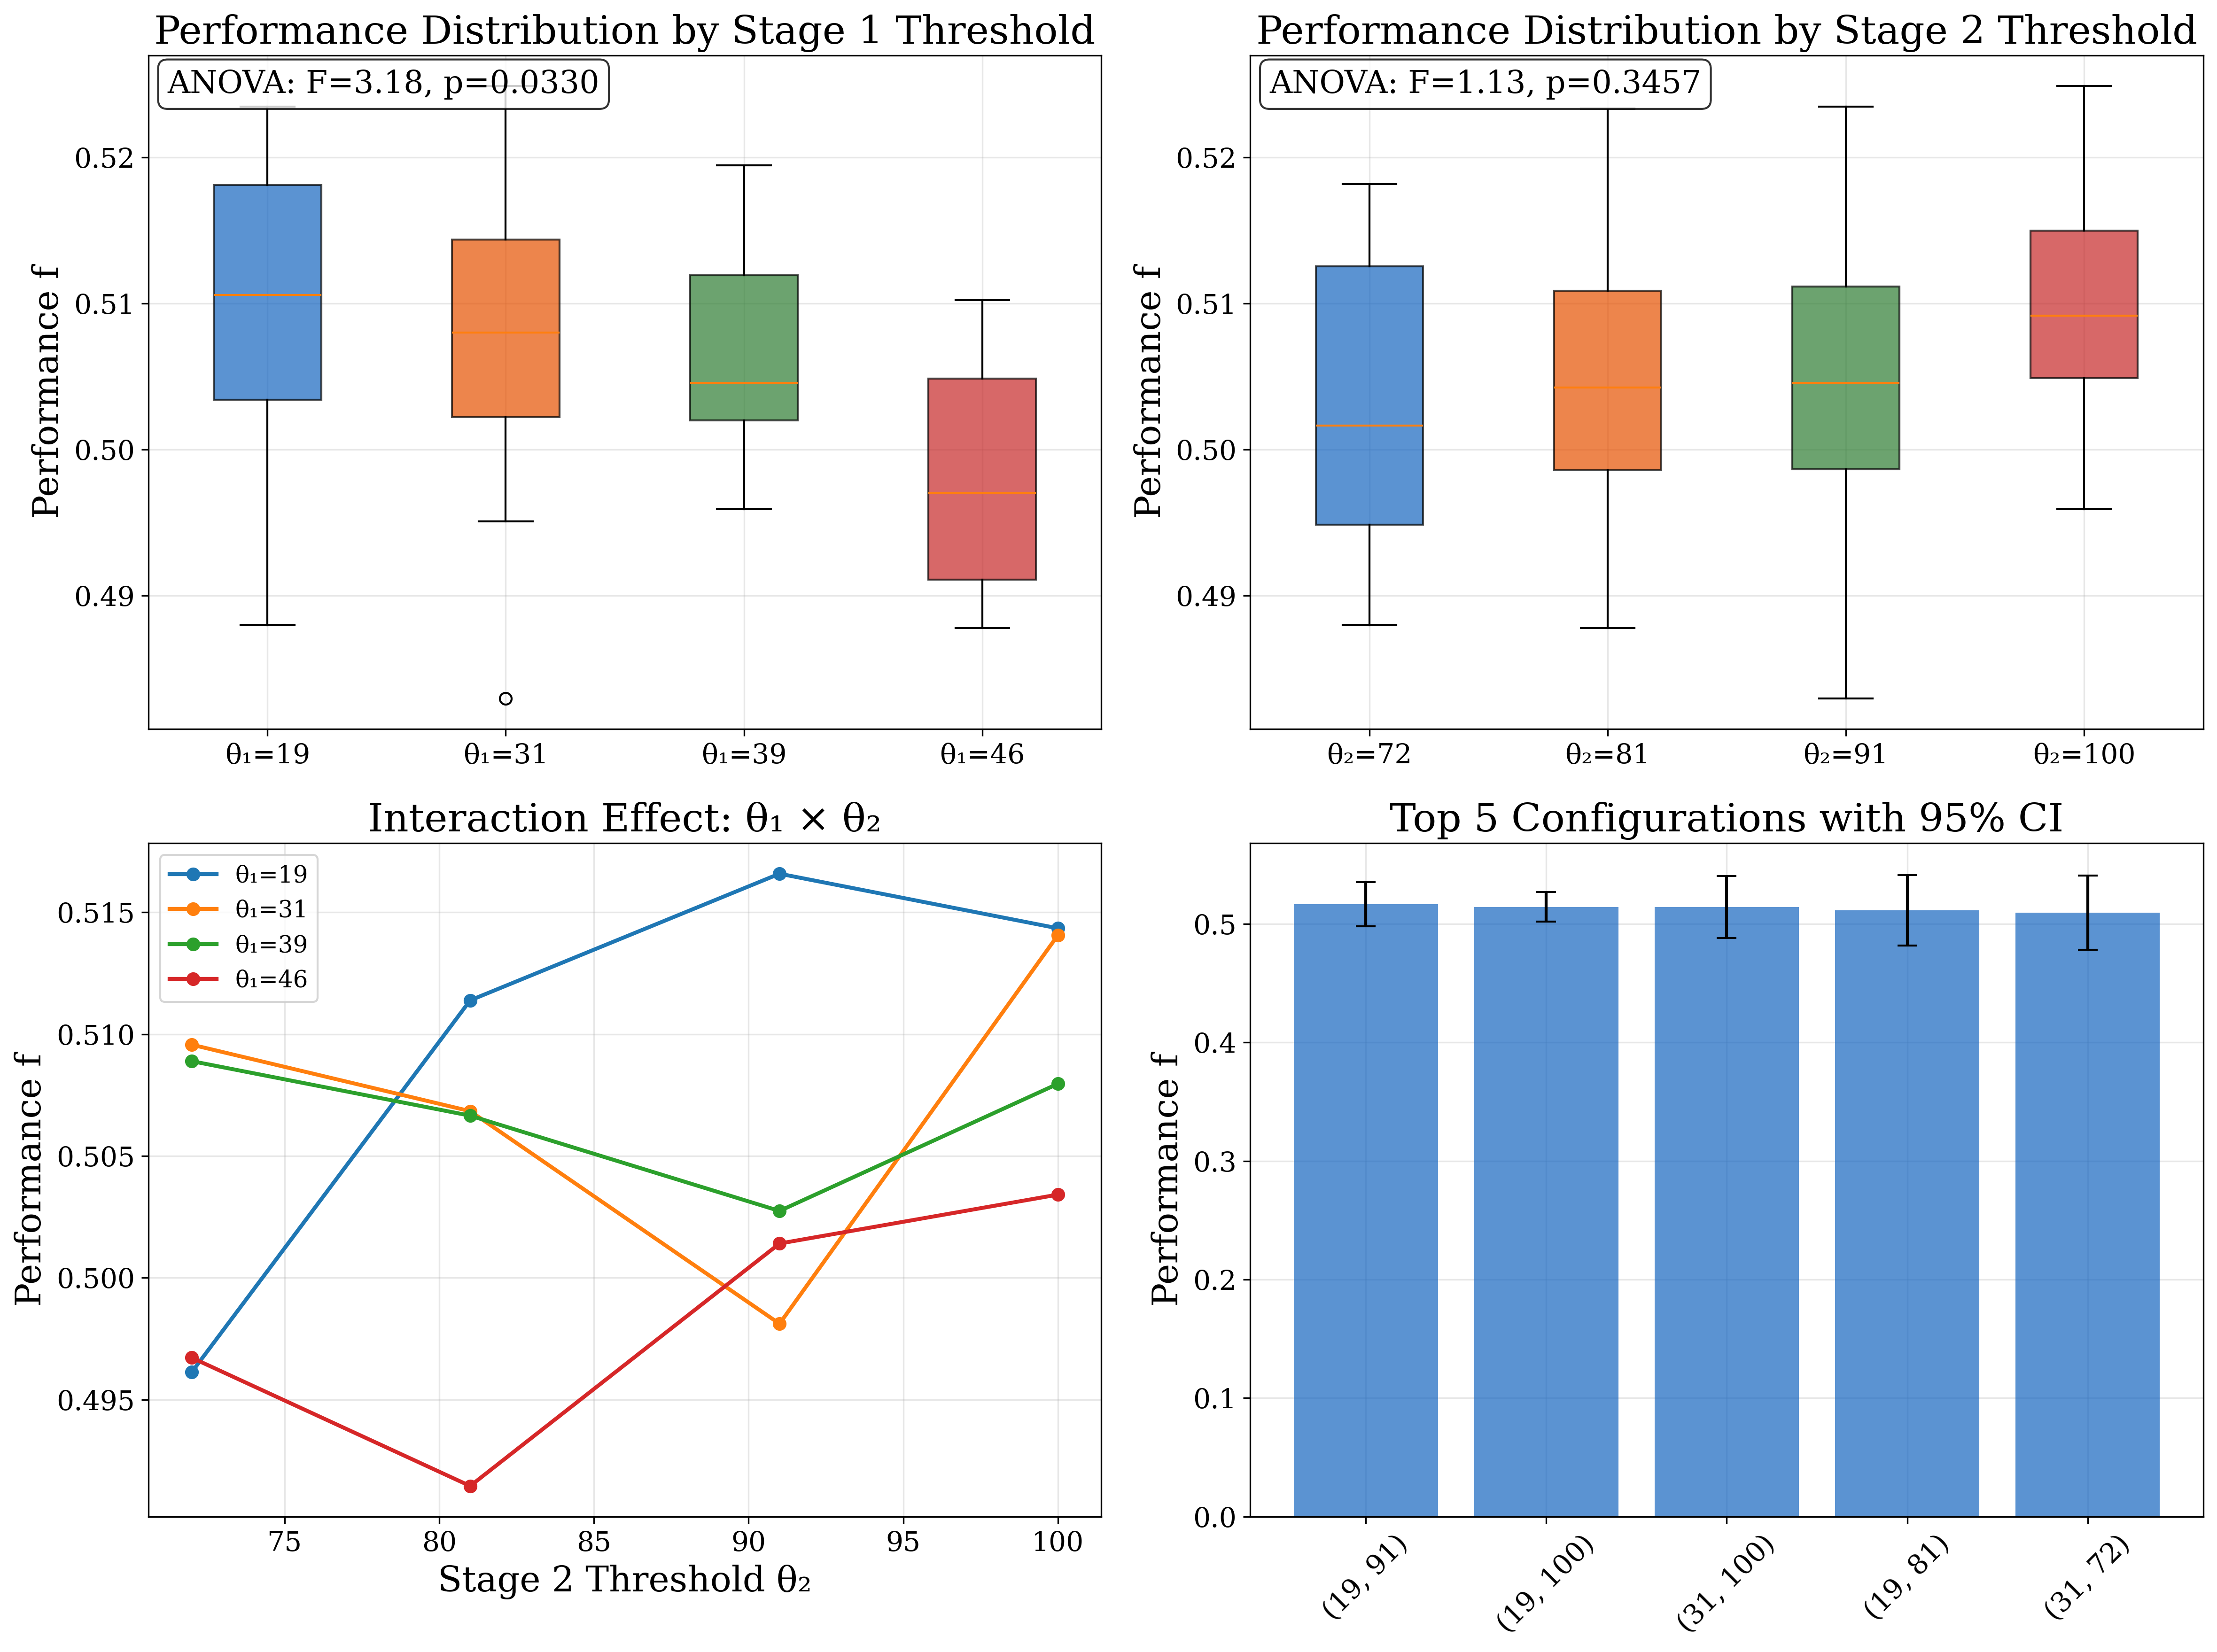 Performance Distribution by Stage 1 Threshold
ANOVA: F=3.18, p=0.0330
Performance f
0.52
0.51
0.50
0.49
θ₁=19
θ₁=31
θ₁=39
θ₁=46
Performance Distribution by Stage 2 Threshold
ANOVA: F=1.13, p=0.3457
Performance f
0.52
0.51
0.50
0.49
θ₂=72
θ₂=81
θ₂=91
θ₂=100
Interaction Effect: θ₁ × θ₂
θ₁=19
θ₁=31
θ₁=39
θ₁=46
Performance f
0.515
0.510
0.505
0.500
0.495
75
80
85
90
95
100
Stage 2 Threshold θ₂
Top 5 Configurations with 95% CI
Performance f
0.5
0.4
0.3
0.2
0.1
0.0
(19, 91)
(19, 100)
(31, 100)
(19, 81)
(31, 72)